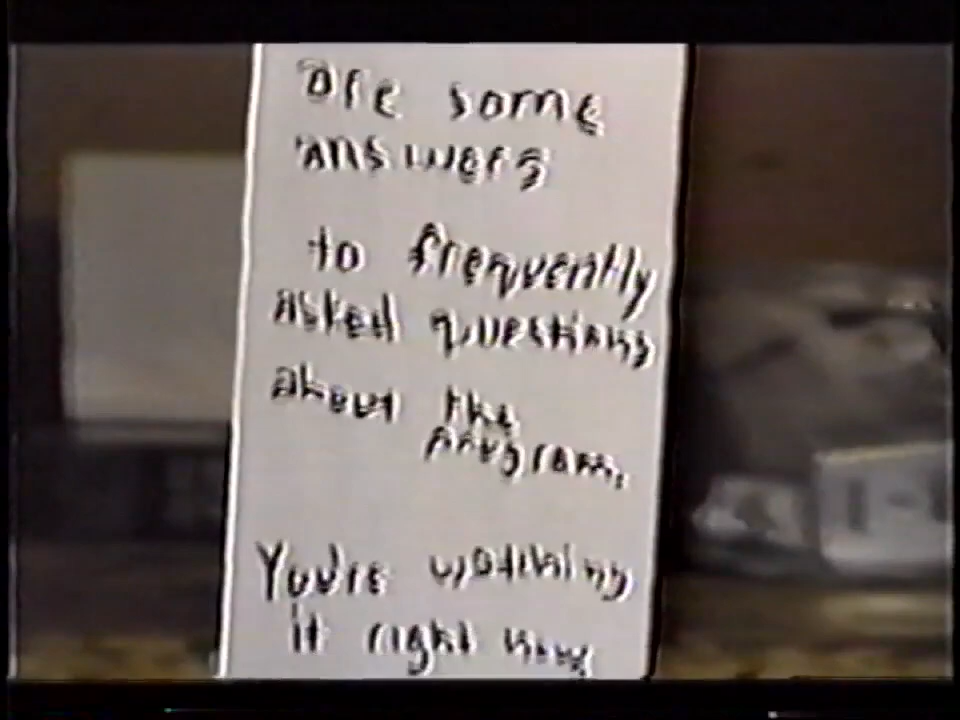 are some
answers
to frequently
asked questions
about the
program.
You're watching
it right now